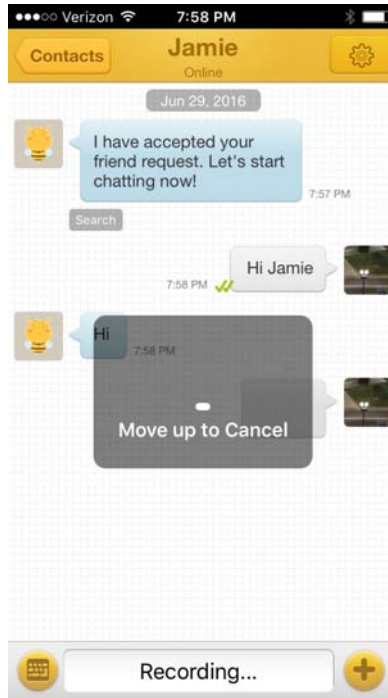 Verizon 7:58 PM
Contacts Jamie
Online
Jun 29, 2016
I have accepted your
friend request. Let's start
chatting now!
7:57 PM
Search
Hi Jamie
7:58 PM
Hi
7:58 PM
Move up to Cancel
Recording...